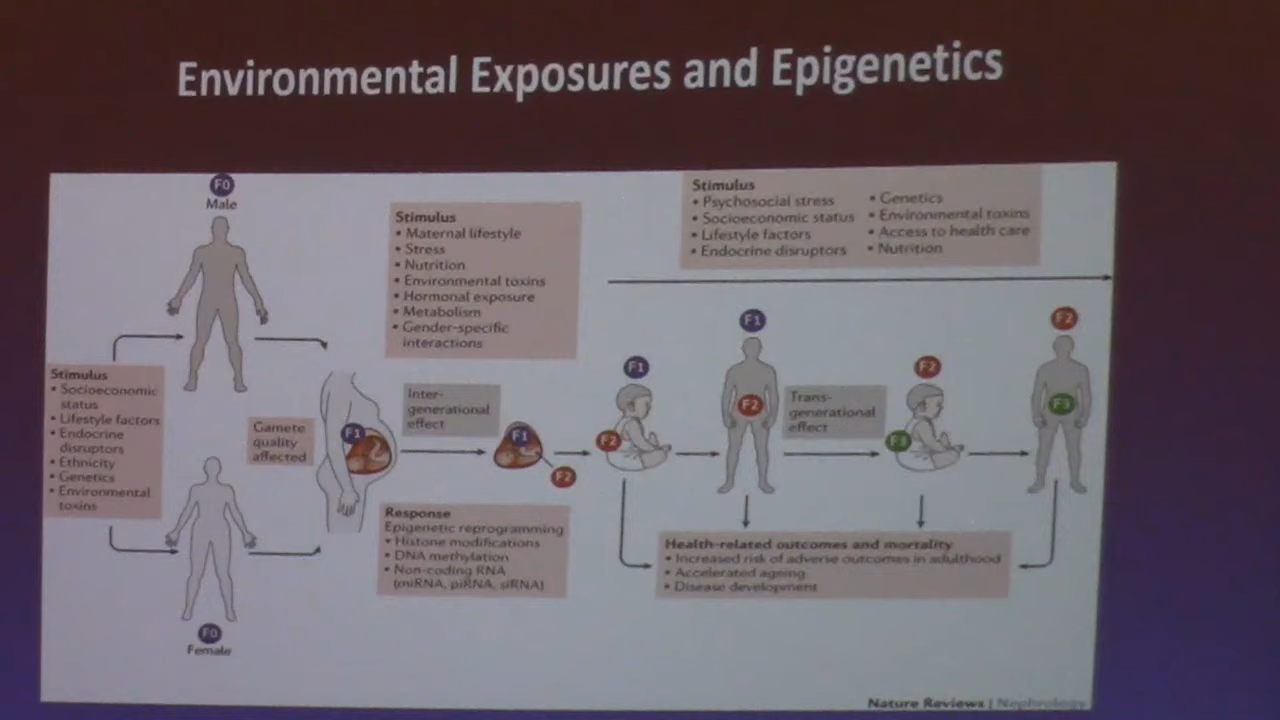 Environmental Exposures and Epigenetics
F0
Male
Stimulus
• Socioeconomic
status
• Lifestyle factors
• Endocrine
disruptors
• Ethnicity
• Genetics
• Environmental
toxins
F0
Female
Gamete
quality
affected
Stimulus
• Maternal lifestyle
• Stress
• Nutrition
• Environmental toxins
• Hormonal exposure
• Metabolism
• Gender-specific
interactions
F1
Inter-
generational
effect
F1
F2
Response
Epigenetic reprogramming
• Histone modifications
• DNA methylation
• Non-coding RNA
(miRNA, piRNA, siRNA)
Stimulus
• Psychosocial stress
• Socioeconomic status
• Lifestyle factors
• Endocrine disruptors
• Genetics
• Environmental toxins
• Access to health care
• Nutrition
F1
F2
F1
F2
Trans-
generational
effect
F2
F3
F2
F3
Health-related outcomes and mortality
• Increased risk of adverse outcomes in adulthood
• Accelerated ageing
• Disease development
Nature Reviews | Nephrology